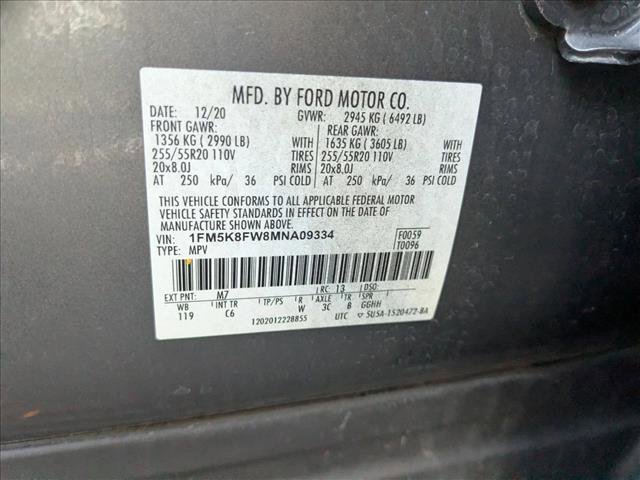 MFD. BY FORD MOTOR CO.
DATE: 12/20 GVWR: 2945 KG ( 6492 LB)
FRONT GAWR: REAR GAWR:
1356 KG ( 2990 LB) WITH 1635 KG ( 3605 LB) WITH
255/55R20 110V TIRES 255/55R20 110V TIRES
20x8.0J RIMS 20x8.0J RIMS
AT 250 kPa/ 36 PSI COLD AT 250 kPa/ 36 PSI COLD
THIS VEHICLE CONFORMS TO ALL APPLICABLE FEDERAL MOTOR
VEHICLE SAFETY STANDARDS IN EFFECT ON THE DATE OF
MANUFACTURE SHOWN ABOVE.
VIN: 1FM5K8FW8MNA09334 F0059
TYPE: MPV T0096
EXT PNT: M7 RC: 13 DSO:
WB INT TR TP/PS R AXLE TR SPR
119 C6 W 3C B GGHH
1202012228855 UTC 5USA-1520472-BA